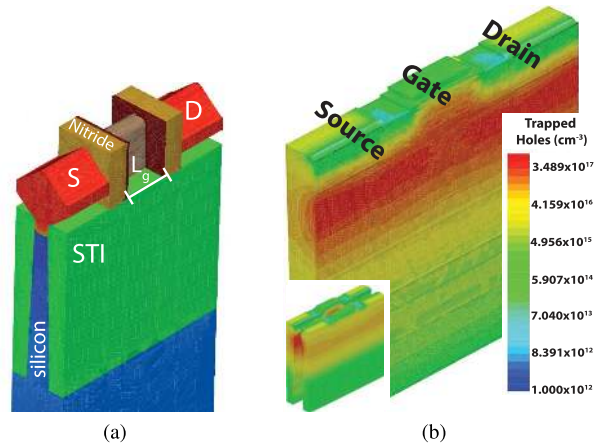 (a)
D
Nitride
S
Lg
STI
silicon
(b)
Drain
Gate
Source
Trapped
Holes (cm⁻³)
3.489x10¹⁷
4.159x10¹⁶
4.956x10¹⁵
5.907x10¹⁴
7.040x10¹³
8.391x10¹²
1.000x10¹²
(a)
(b)